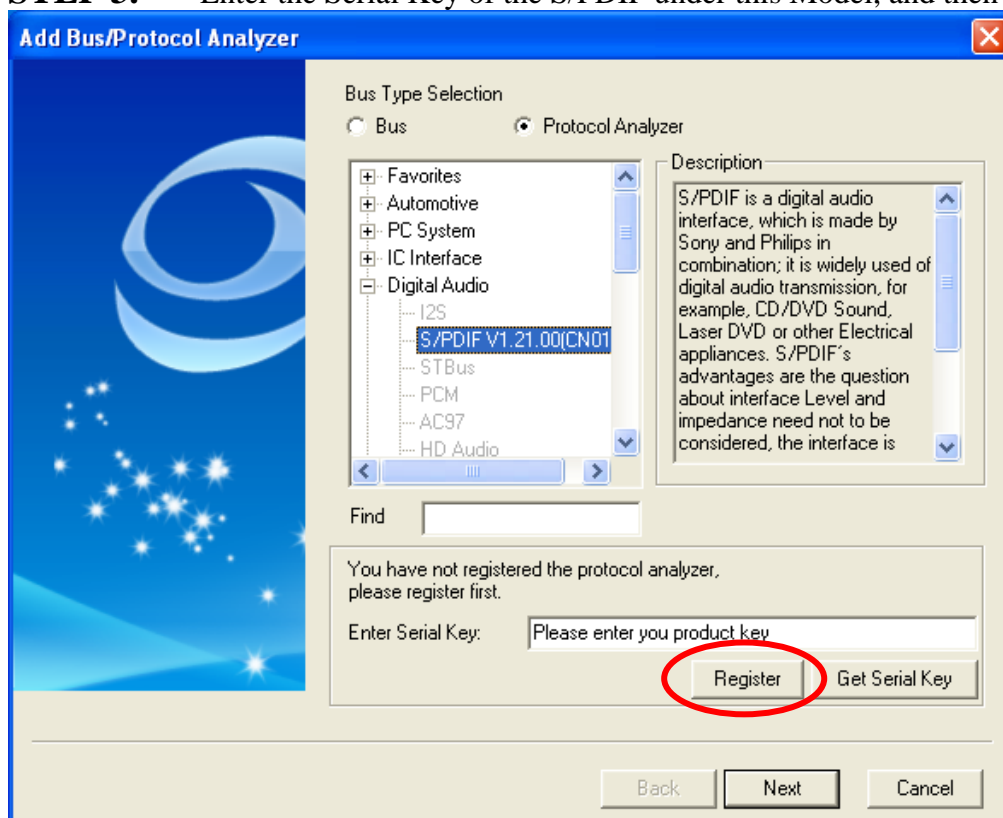 STEP 3. Enter the Serial Key of the S/PDIF under this Model, and then
Add Bus/Protocol Analyzer
Bus Type Selection
Bus
Protocol Analyzer
Favorites
Automotive
PC System
IC Interface
Digital Audio
I2S
S/PDIF V1.21.00(CN01
STBus
PCM
AC97
HD Audio
Description
S/PDIF is a digital audio
interface, which is made by
Sony and Philips in
combination; it is widely used of
digital audio transmission, for
example, CD/DVD Sound,
Laser DVD or other Electrical
appliances. S/PDIF's
advantages are the question
about interface Level and
impedance need not to be
considered, the interface is
Find
You have not registered the protocol analyzer,
please register first.
Enter Serial Key:
Please enter you product key
Register
Get Serial Key
Back
Next
Cancel